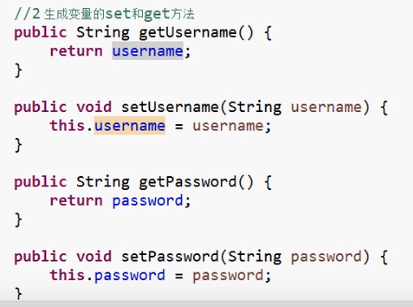 //2 生成变量的set和get方法
public String getUsername() {
    return username;
}

public void setUsername(String username) {
    this.username = username;
}

public String getPassword() {
    return password;
}

public void setPassword(String password) {
    this.password = password;
}